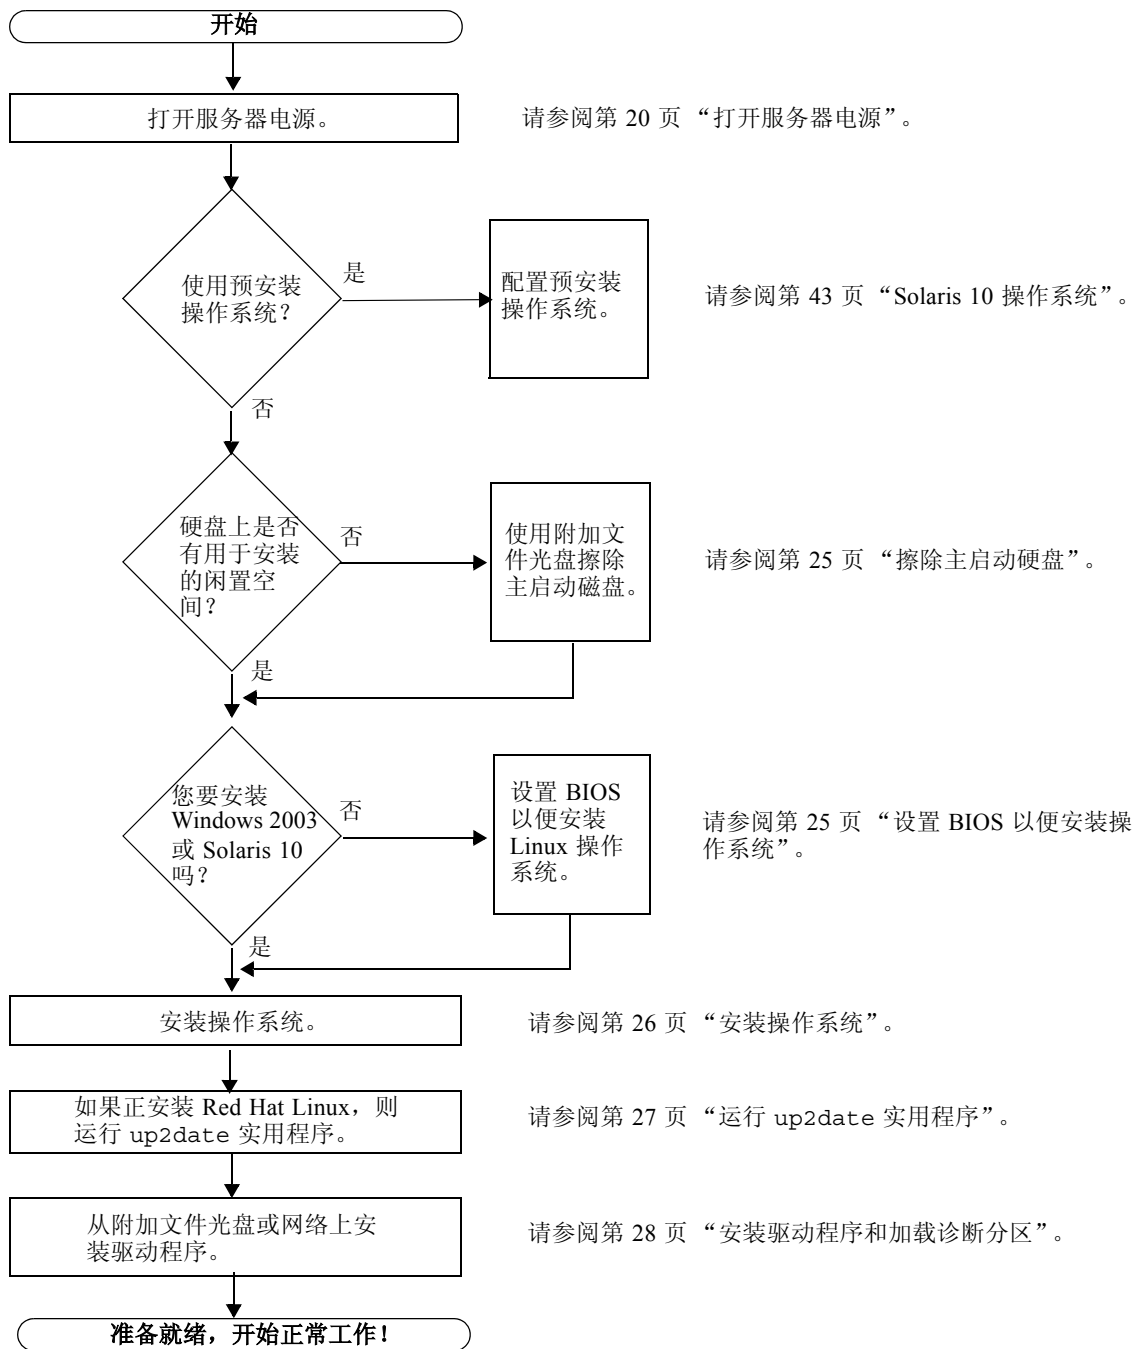 开始
打开服务器电源。
请参阅第 20 页 “打开服务器电源”。
使用预安装
操作系统？
是
配置预安装
操作系统。
请参阅第 43 页 “Solaris 10 操作系统”。
否
硬盘上是否
有用于安装
的闲置空
间？
否
使用附加文
件光盘擦除
主启动磁盘。
请参阅第 25 页 “擦除主启动硬盘”。
是
您要安装
Windows 2003
或 Solaris 10
吗？
否
设置 BIOS
以便安装
Linux 操作
系统。
请参阅第 25 页 “设置 BIOS 以便安装操
作系统”。
是
安装操作系统。
请参阅第 26 页 “安装操作系统”。
如果正安装 Red Hat Linux，则
运行 up2date 实用程序。
请参阅第 27 页 “运行 up2date 实用程序”。
从附加文件光盘或网络上安
装驱动程序。
请参阅第 28 页 “安装驱动程序和加载诊断分区”。
准备就绪，开始正常工作！